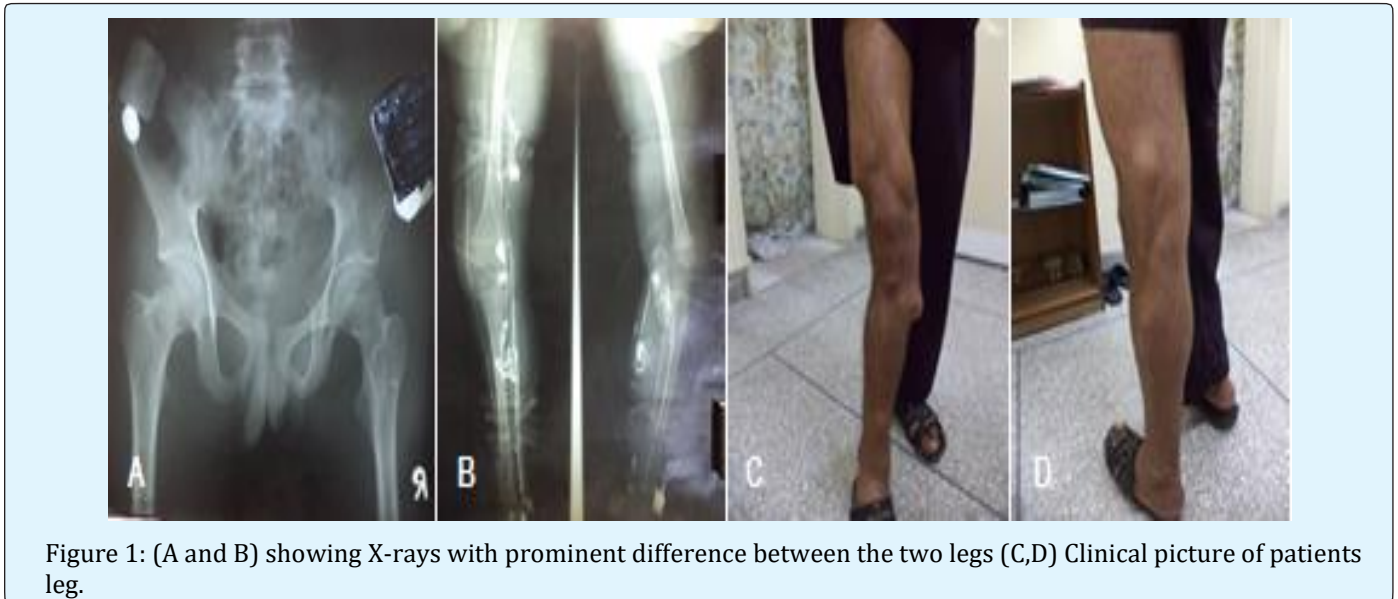 A
R
B
C
D
Figure 1: (A and B) showing X-rays with prominent difference between the two legs (C,D) Clinical picture of patients
leg.